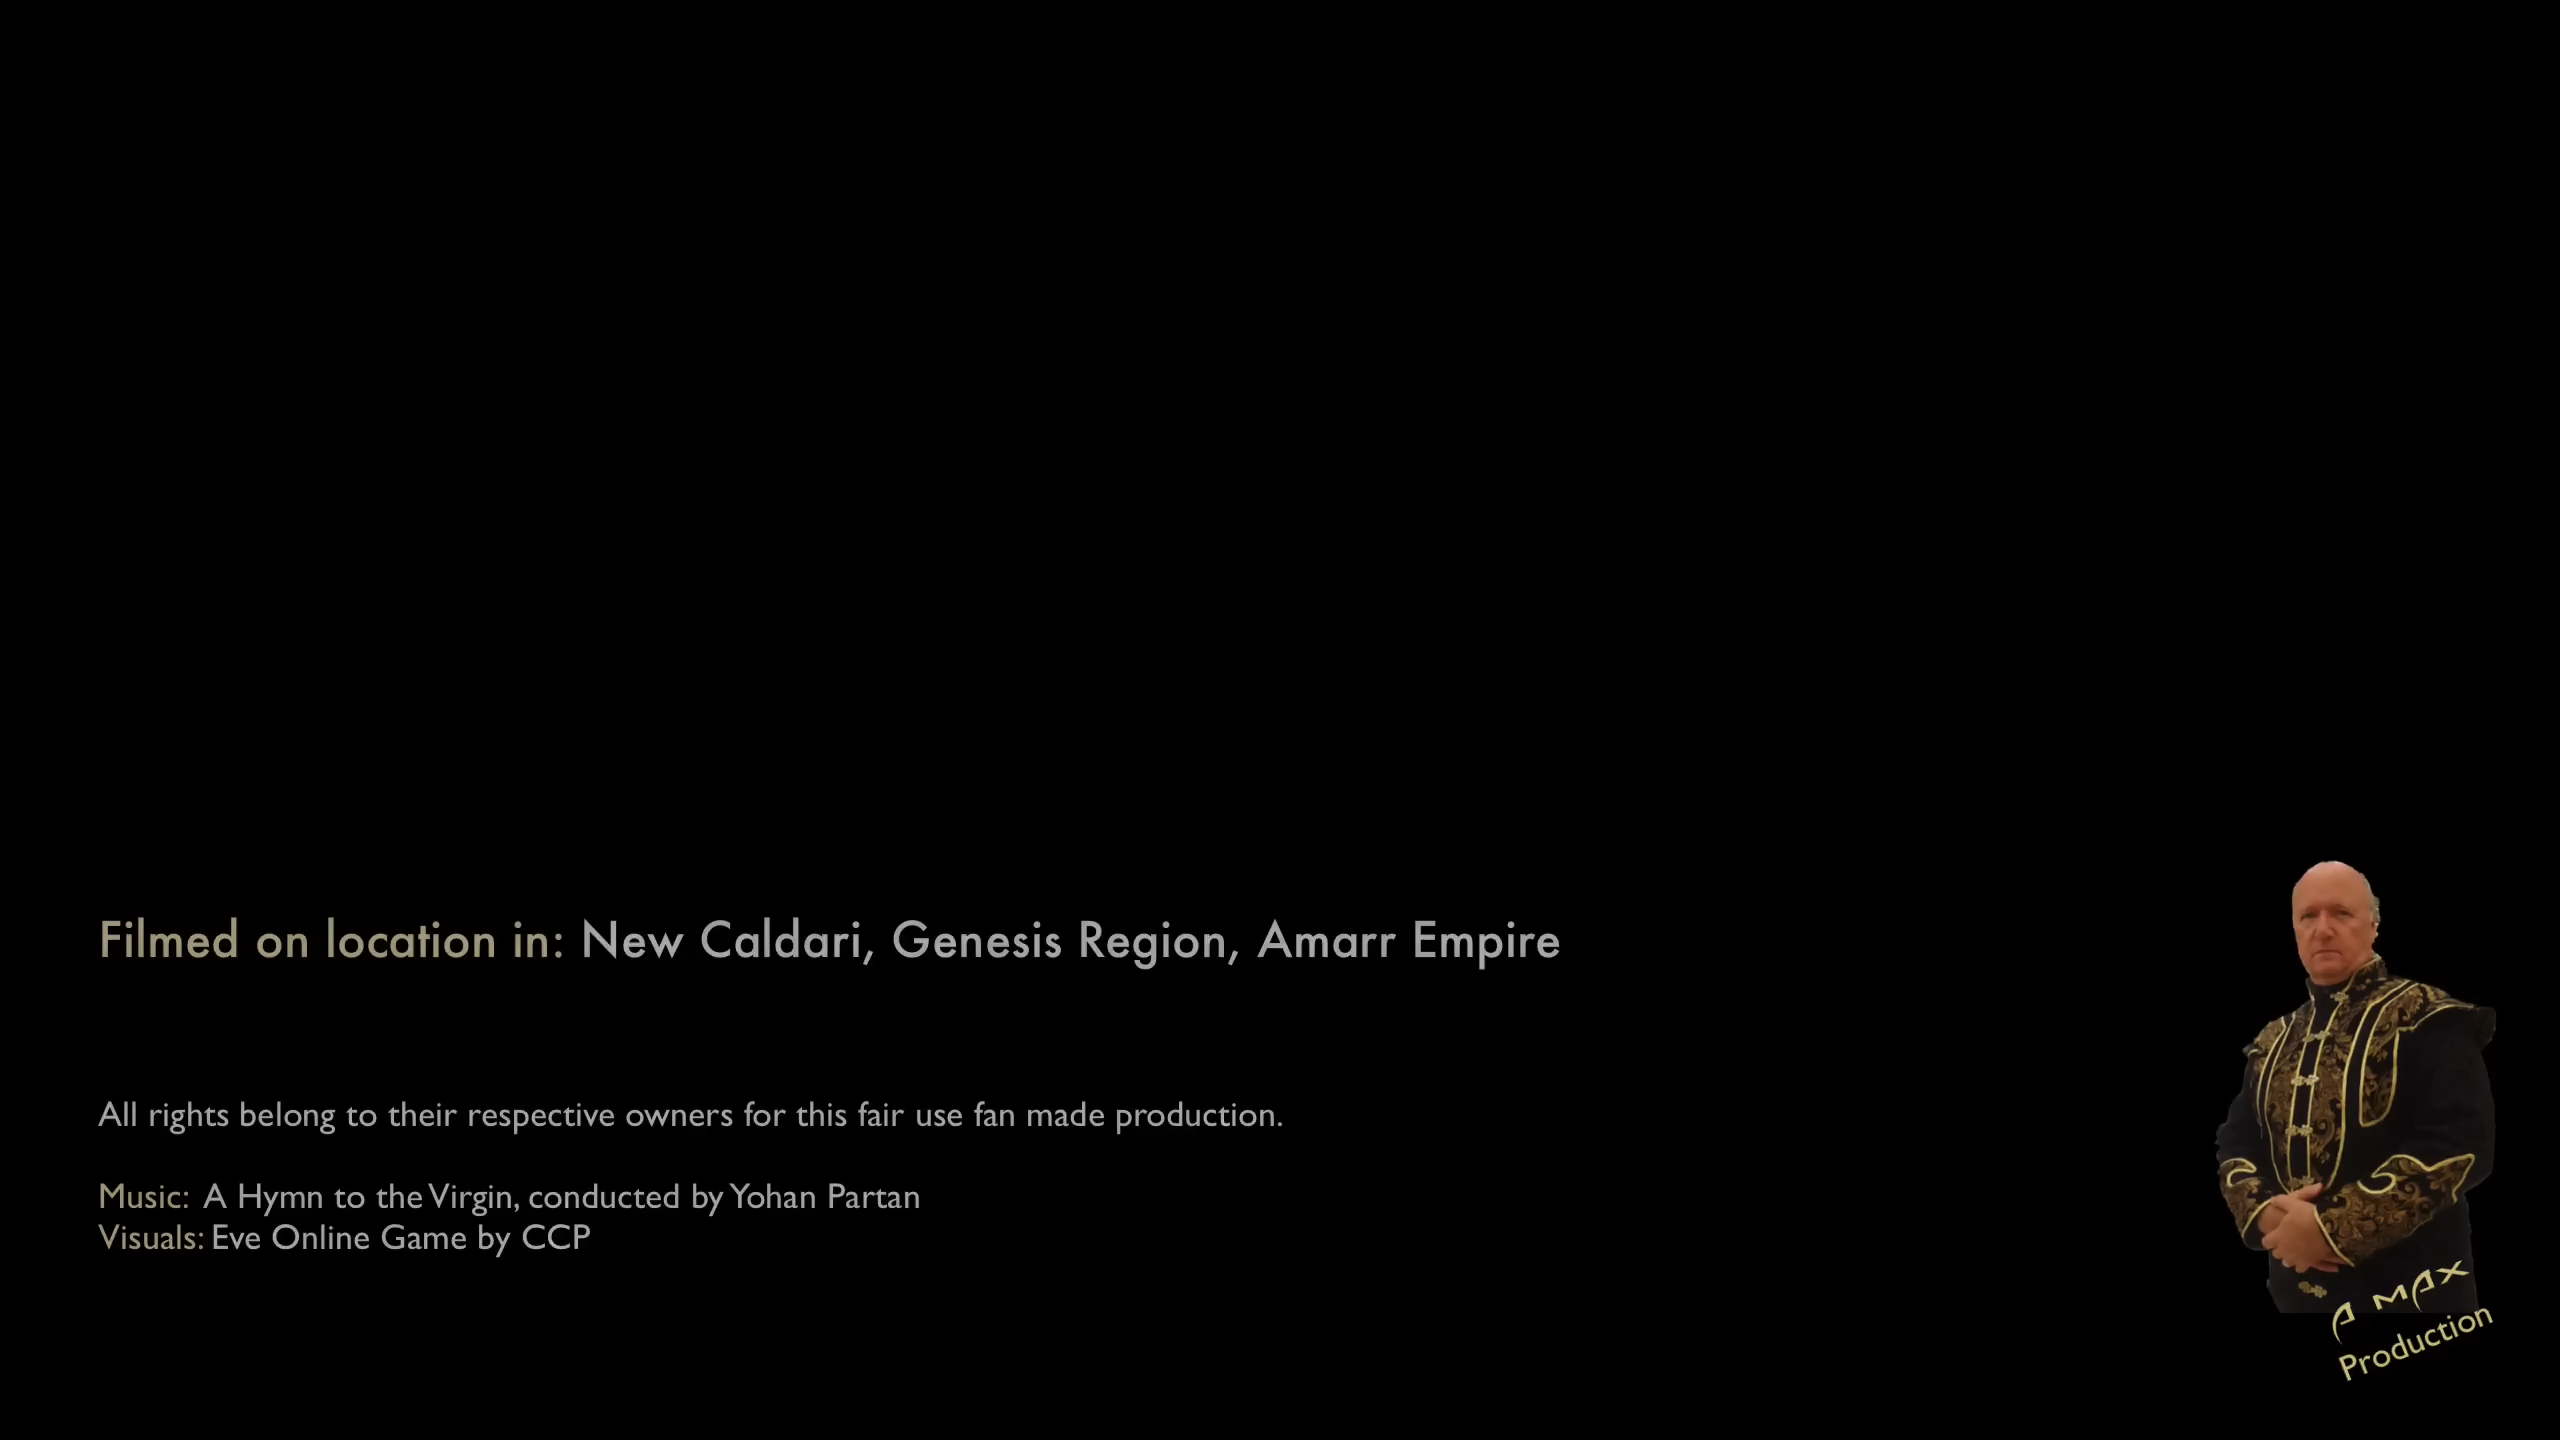 Filmed on location in: New Caldari, Genesis Region, Amarr Empire
All rights belong to their respective owners for this fair use fan made production.
Music: A Hymn to the Virgin, conducted by Yohan Partan
Visuals: Eve Online Game by CCP
A MAX
Production